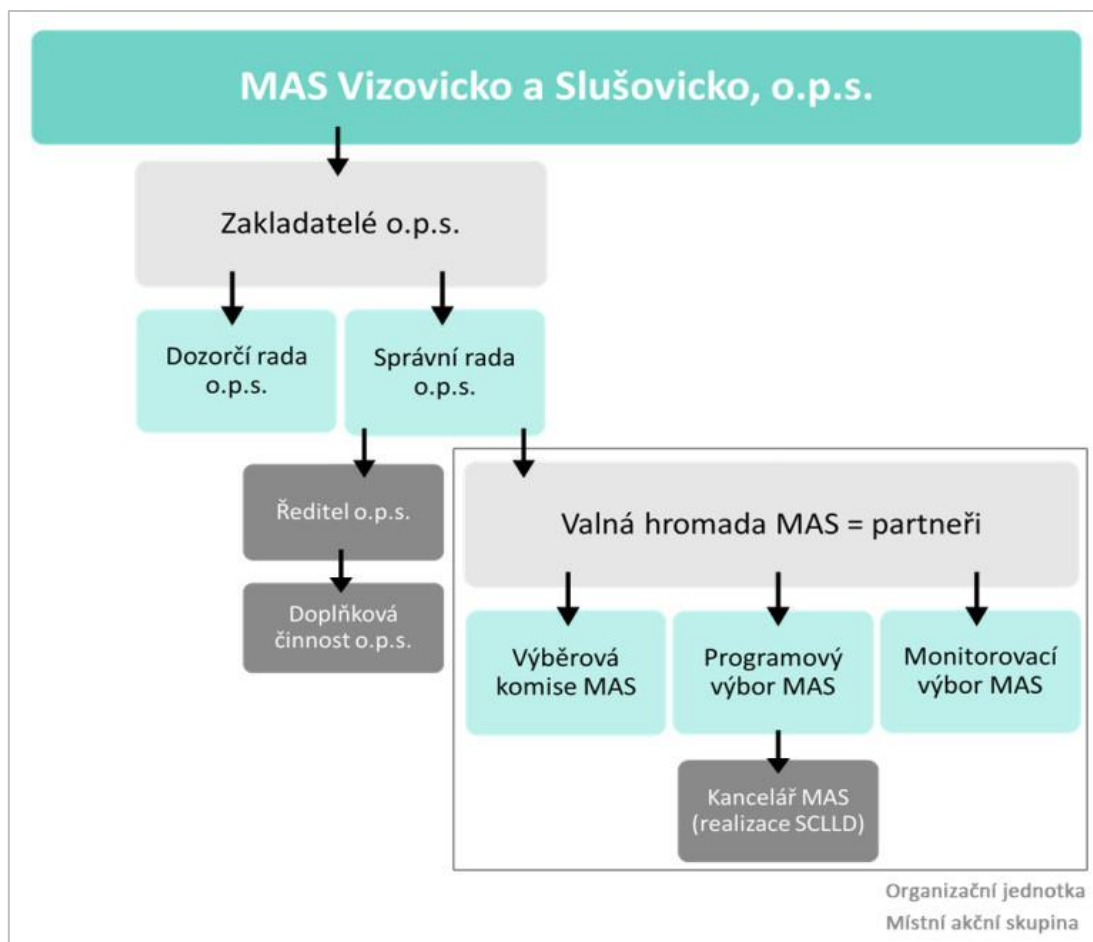 MAS Vizovicko a Slušovicko, o.p.s.
Zakladatelé o.p.s.
Dozorčí rada
o.p.s.
Správní rada
o.p.s.
Ředitel o.p.s.
Doplňková
činnost o.p.s.
Valná hromada MAS = partneři
Výběrová
komise MAS
Programový
výbor MAS
Monitorovací
výbor MAS
Kancelář MAS
(realizace SCLLD)
Organizační jednotka
Místní akční skupina